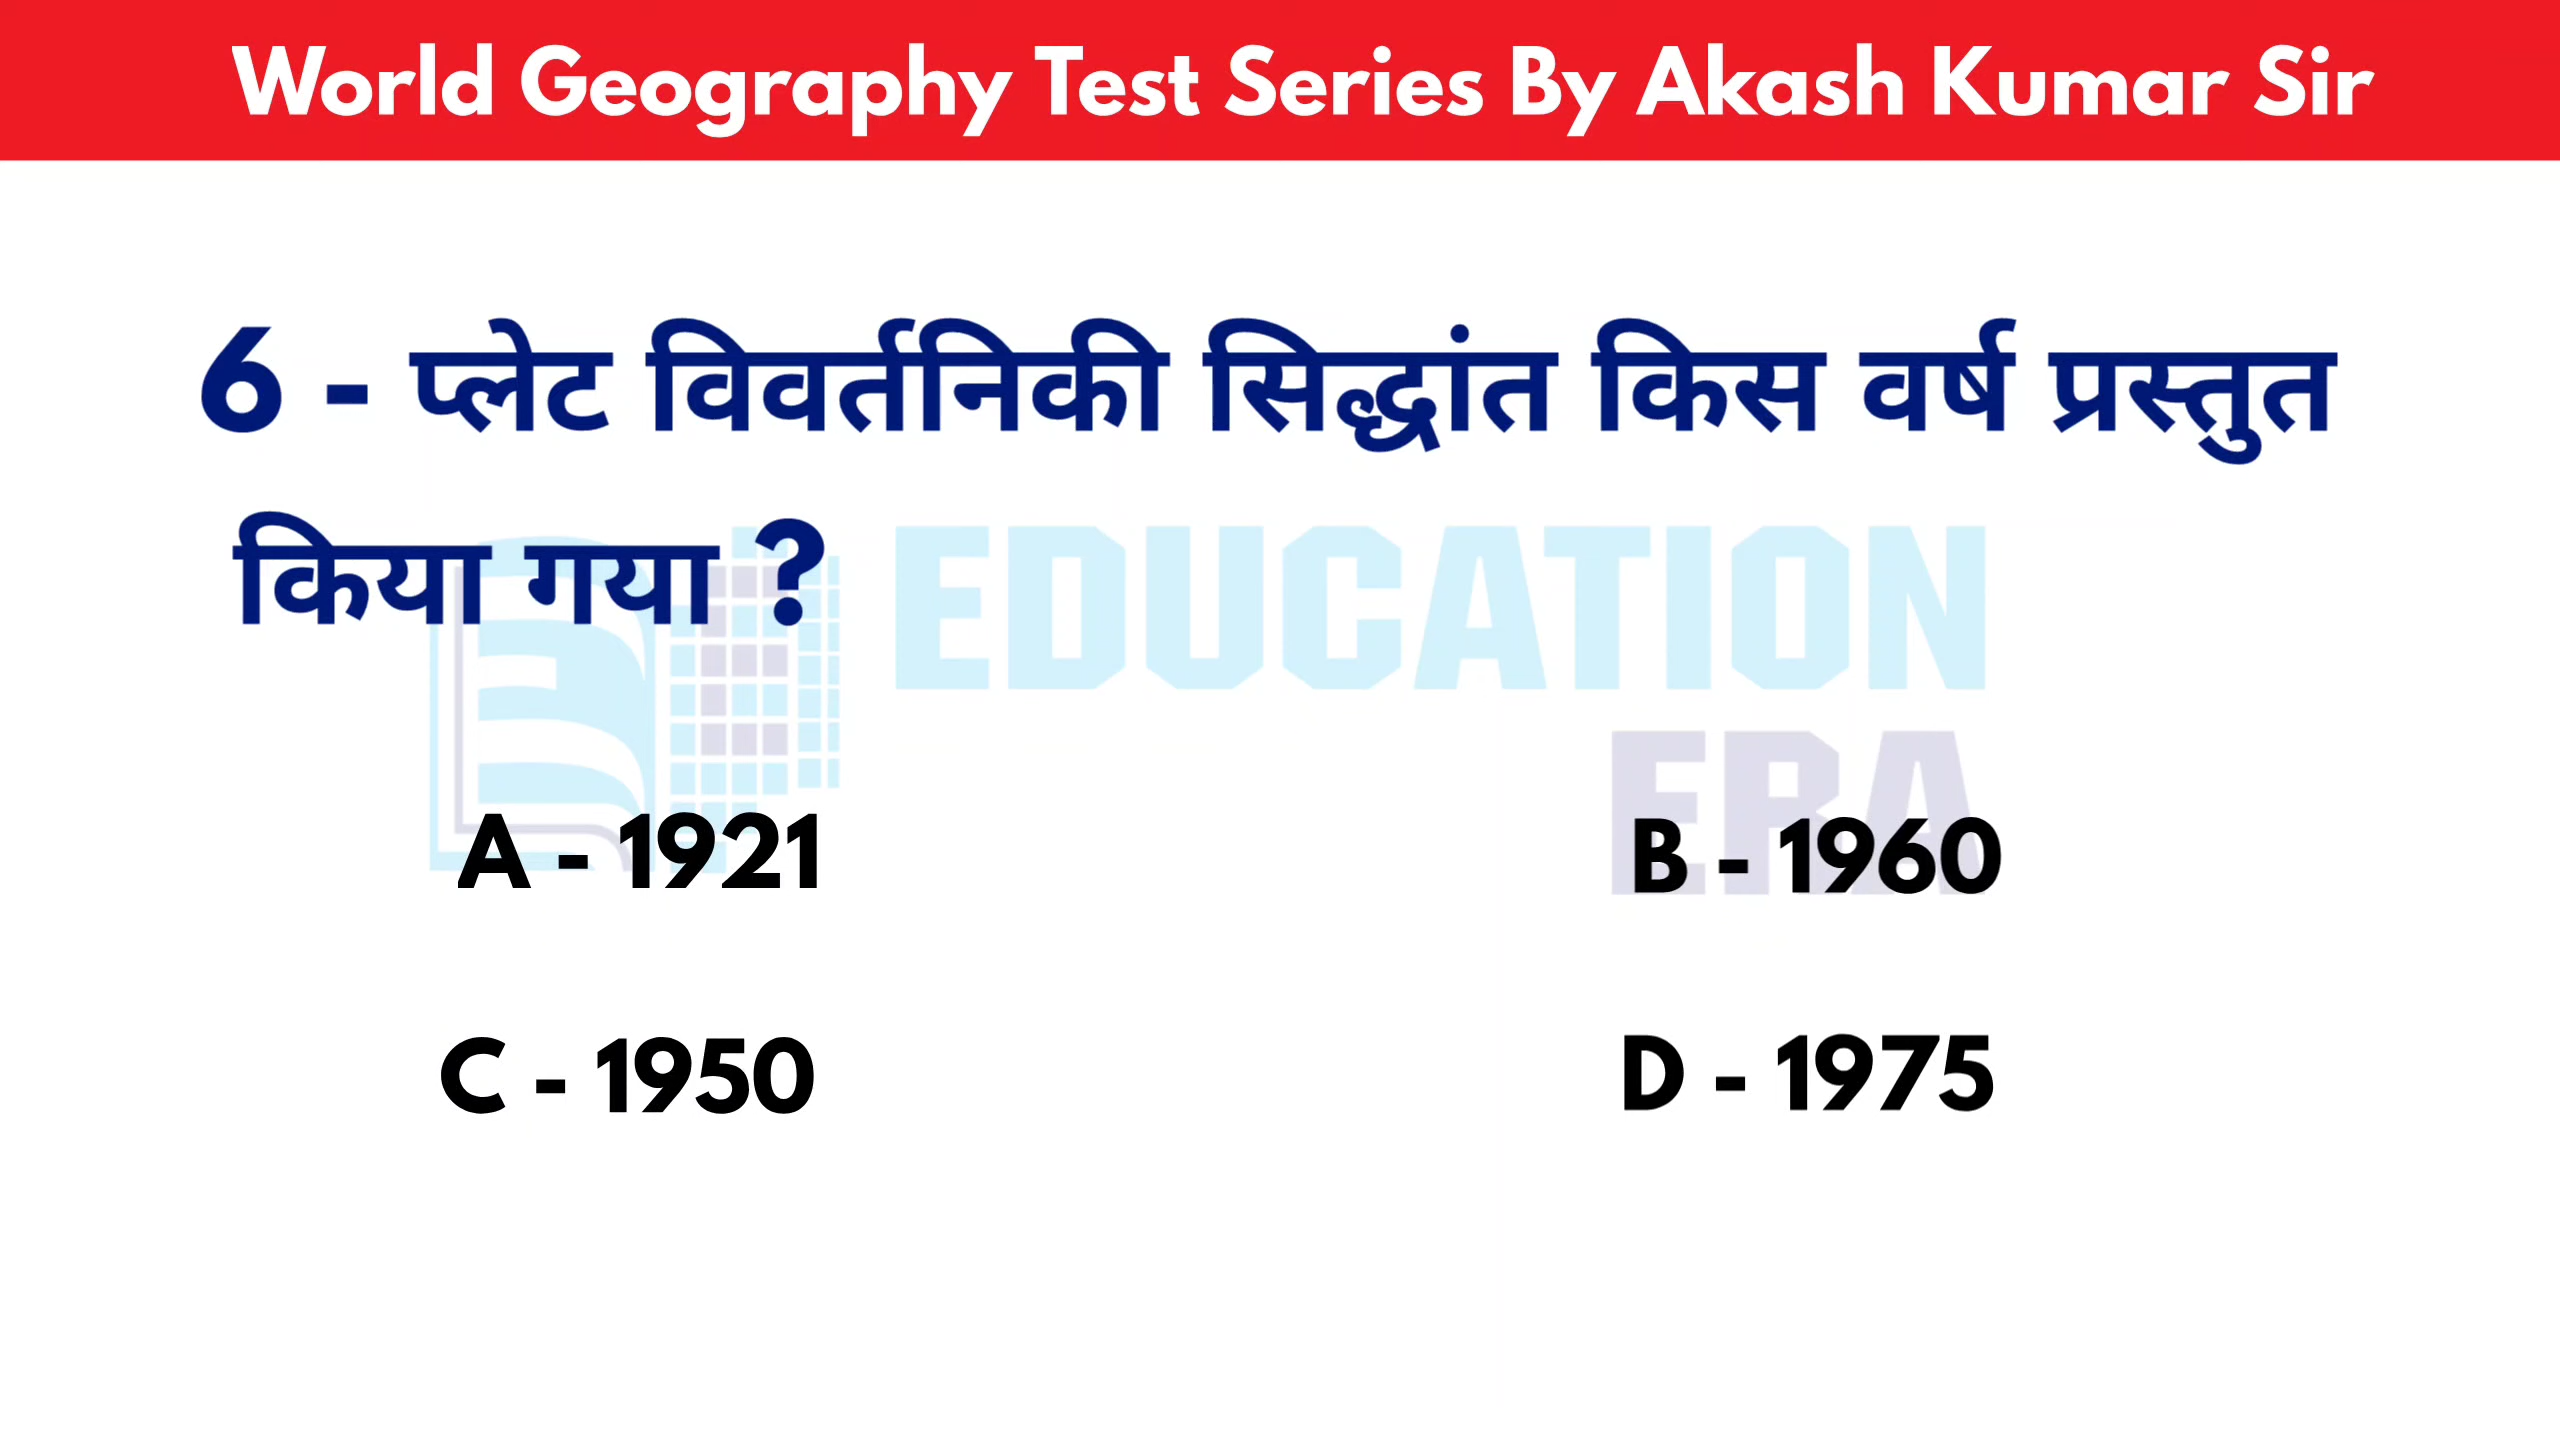 World Geography Test Series By Akash Kumar Sir
6 - प्लेट विवर्तनिकी सिद्धांत किस वर्ष प्रस्तुत
किया गया ?
EDUCATION
ERA
A - 1921
B - 1960
C - 1950
D - 1975